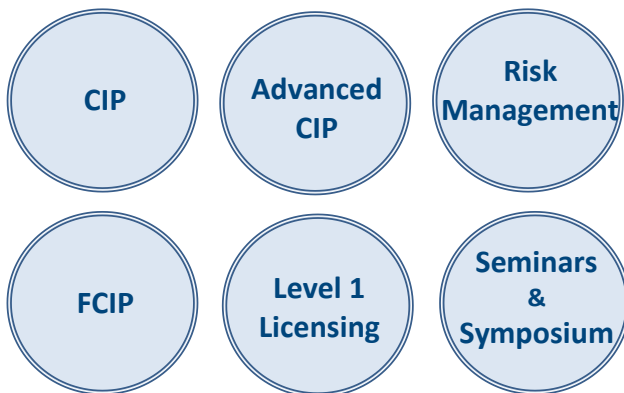 CIP
Advanced
CIP
Risk
Management
FCIP
Level 1
Licensing
Seminars
&
Symposium